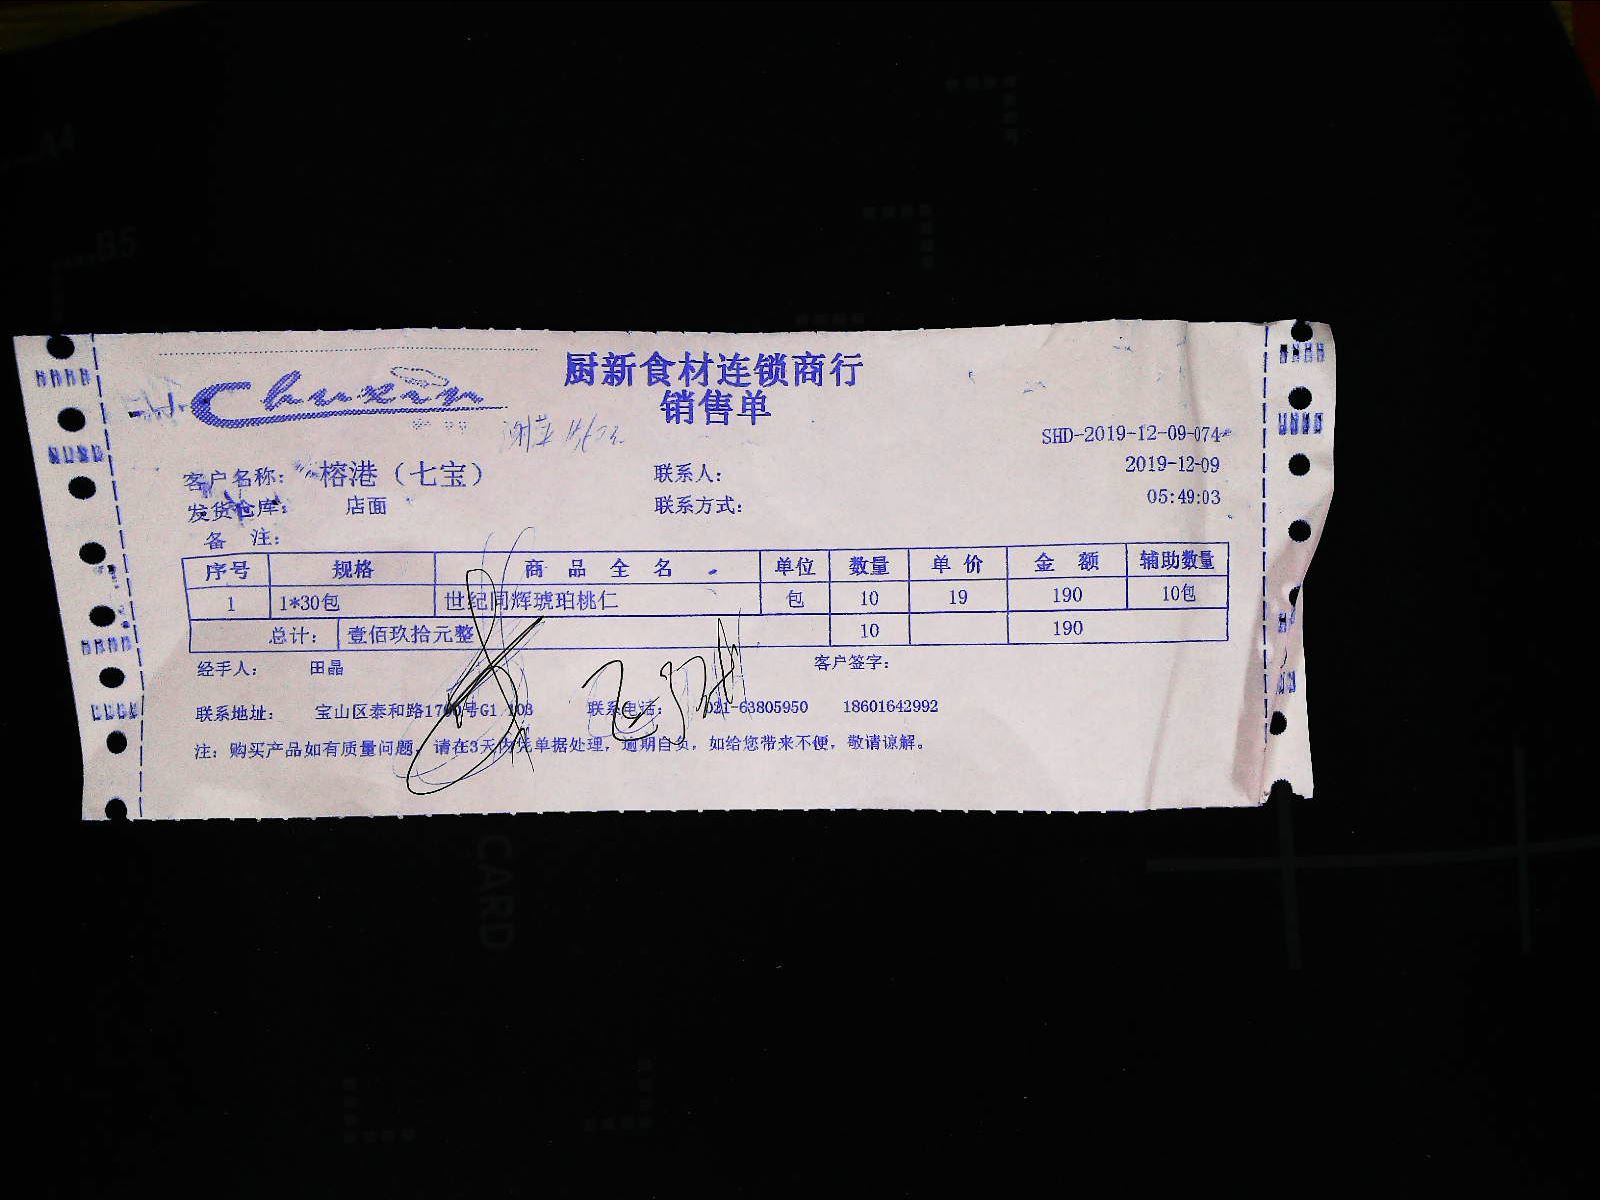 厨新食材连锁商行
Chuxin
销售单
SHD-2019-12-09-074
客户名称: 榕港（七宝） 联系人: 2019-12-09
发货仓库: 店面 联系方式: 05:49:03
备 注:
序号 规格 商品全名 单位 数量 单价 金额 辅助数量
1 1*30包 世纪同辉琥珀桃仁 包 10 19 190 10包
总计: 壹佰玖拾元整 10 190
经手人: 田晶 客户签字:
联系地址: 宝山区泰和路1700号G1 103 联系电话: 021-63805950 18601642992
注: 购买产品如有质量问题, 请在3天内凭单据处理, 逾期自负, 如给您带来不便, 敬请谅解。
A4
B5
CARD